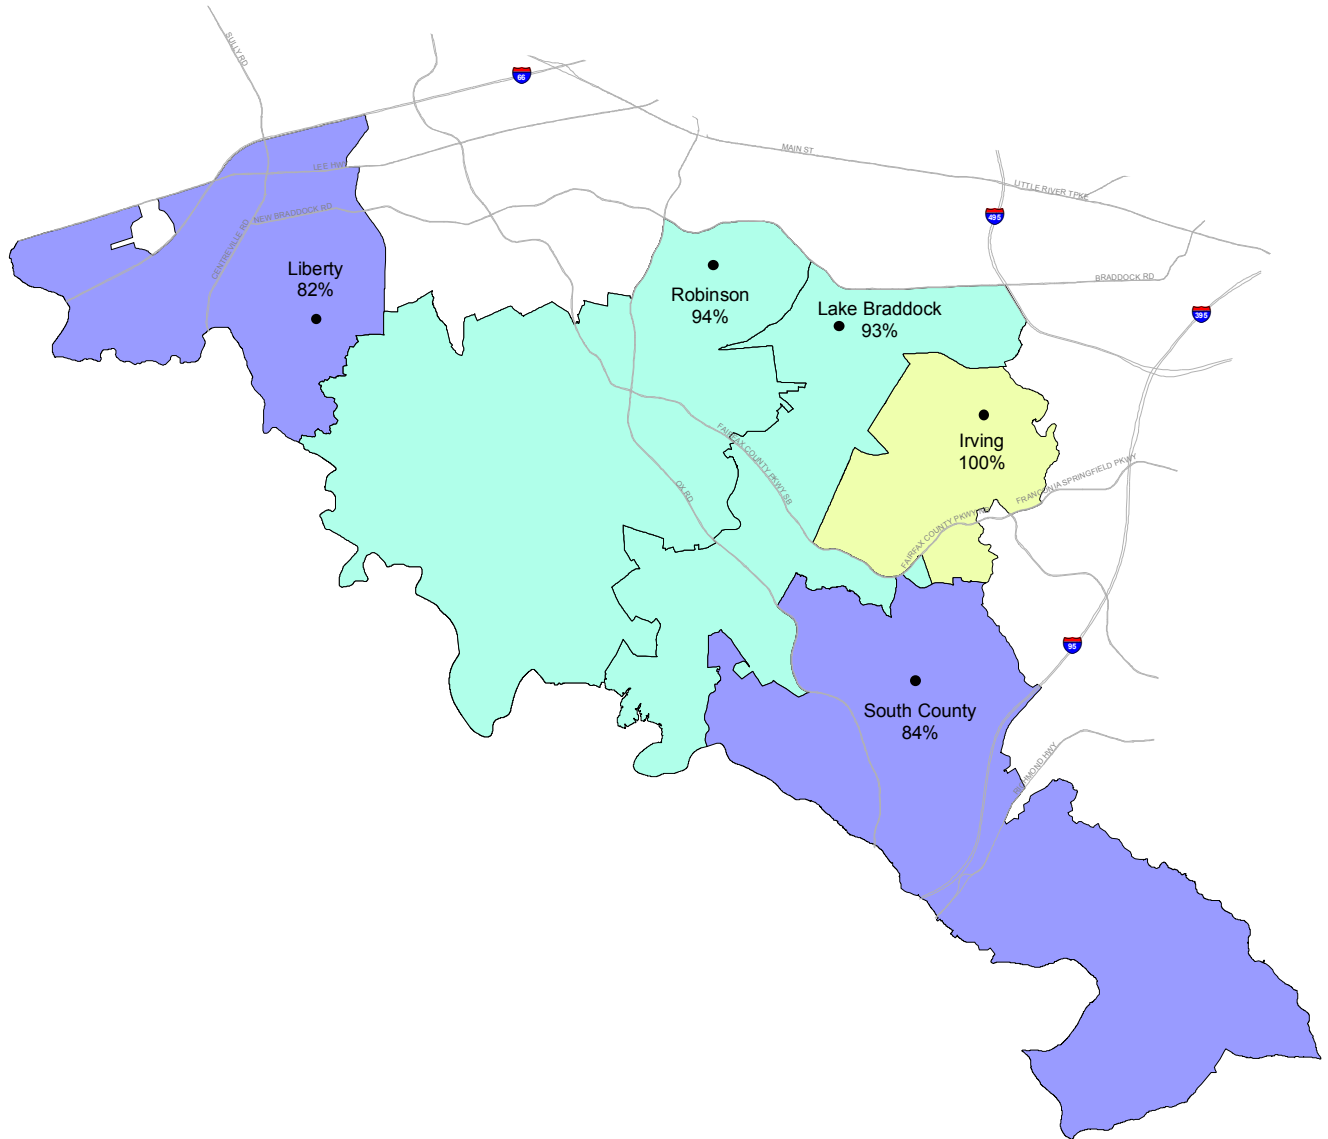 SULLY RD
66
MAIN ST
LEE HWY
LITTLE RIVER TPKE
NEW BRADDOCK RD
495
CENTREVILLE RD
BRADDOCK RD
Liberty
82%
Robinson
94%
Lake Braddock
93%
395
FAIRFAX COUNTY PKWY SB
Irving
100%
FRANCONIA SPRINGFIELD PKWY
OX RD
FAIRFAX COUNTY PKWY NB
95
South County
84%
RICHMOND HWY